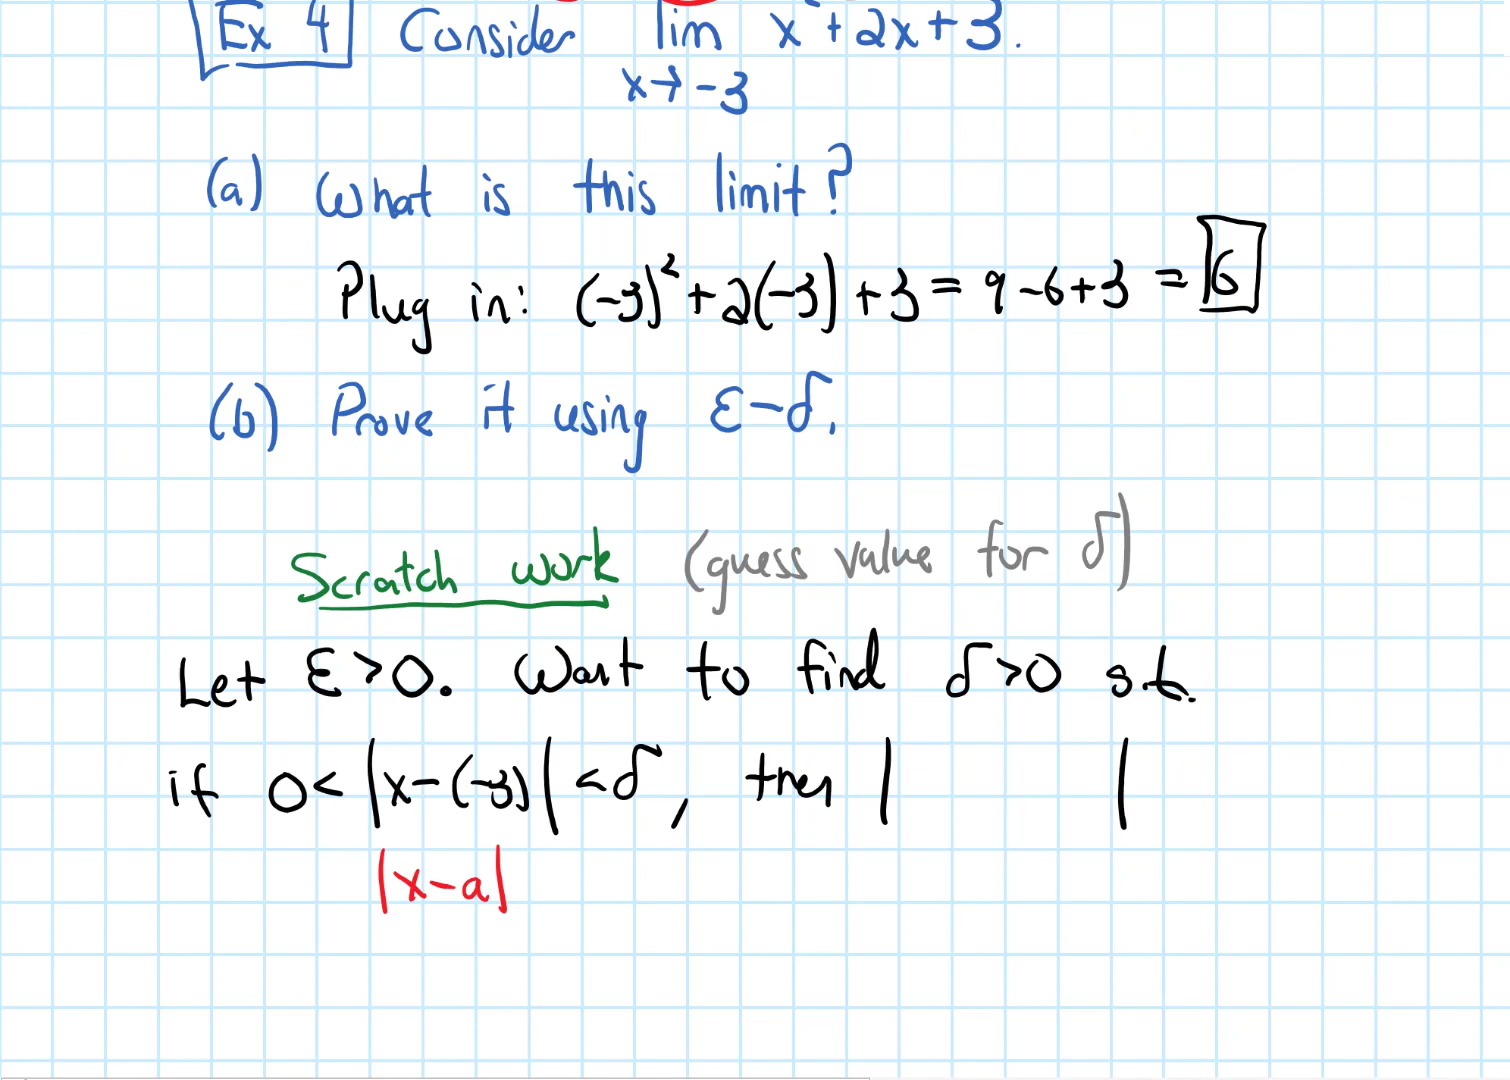 Ex 4 Consider lim x² + 2x + 3.
x → -3
(a) What is this limit?
Plug in: (-3)² + 2(-3) + 3 = 9 - 6 + 3 = 6
(b) Prove it using ε-δ.
Scratch work (guess value for δ)
Let ε > 0. Want to find δ > 0 s.t.
if 0 < |x - (-3)| < δ, then | |
|x - a|